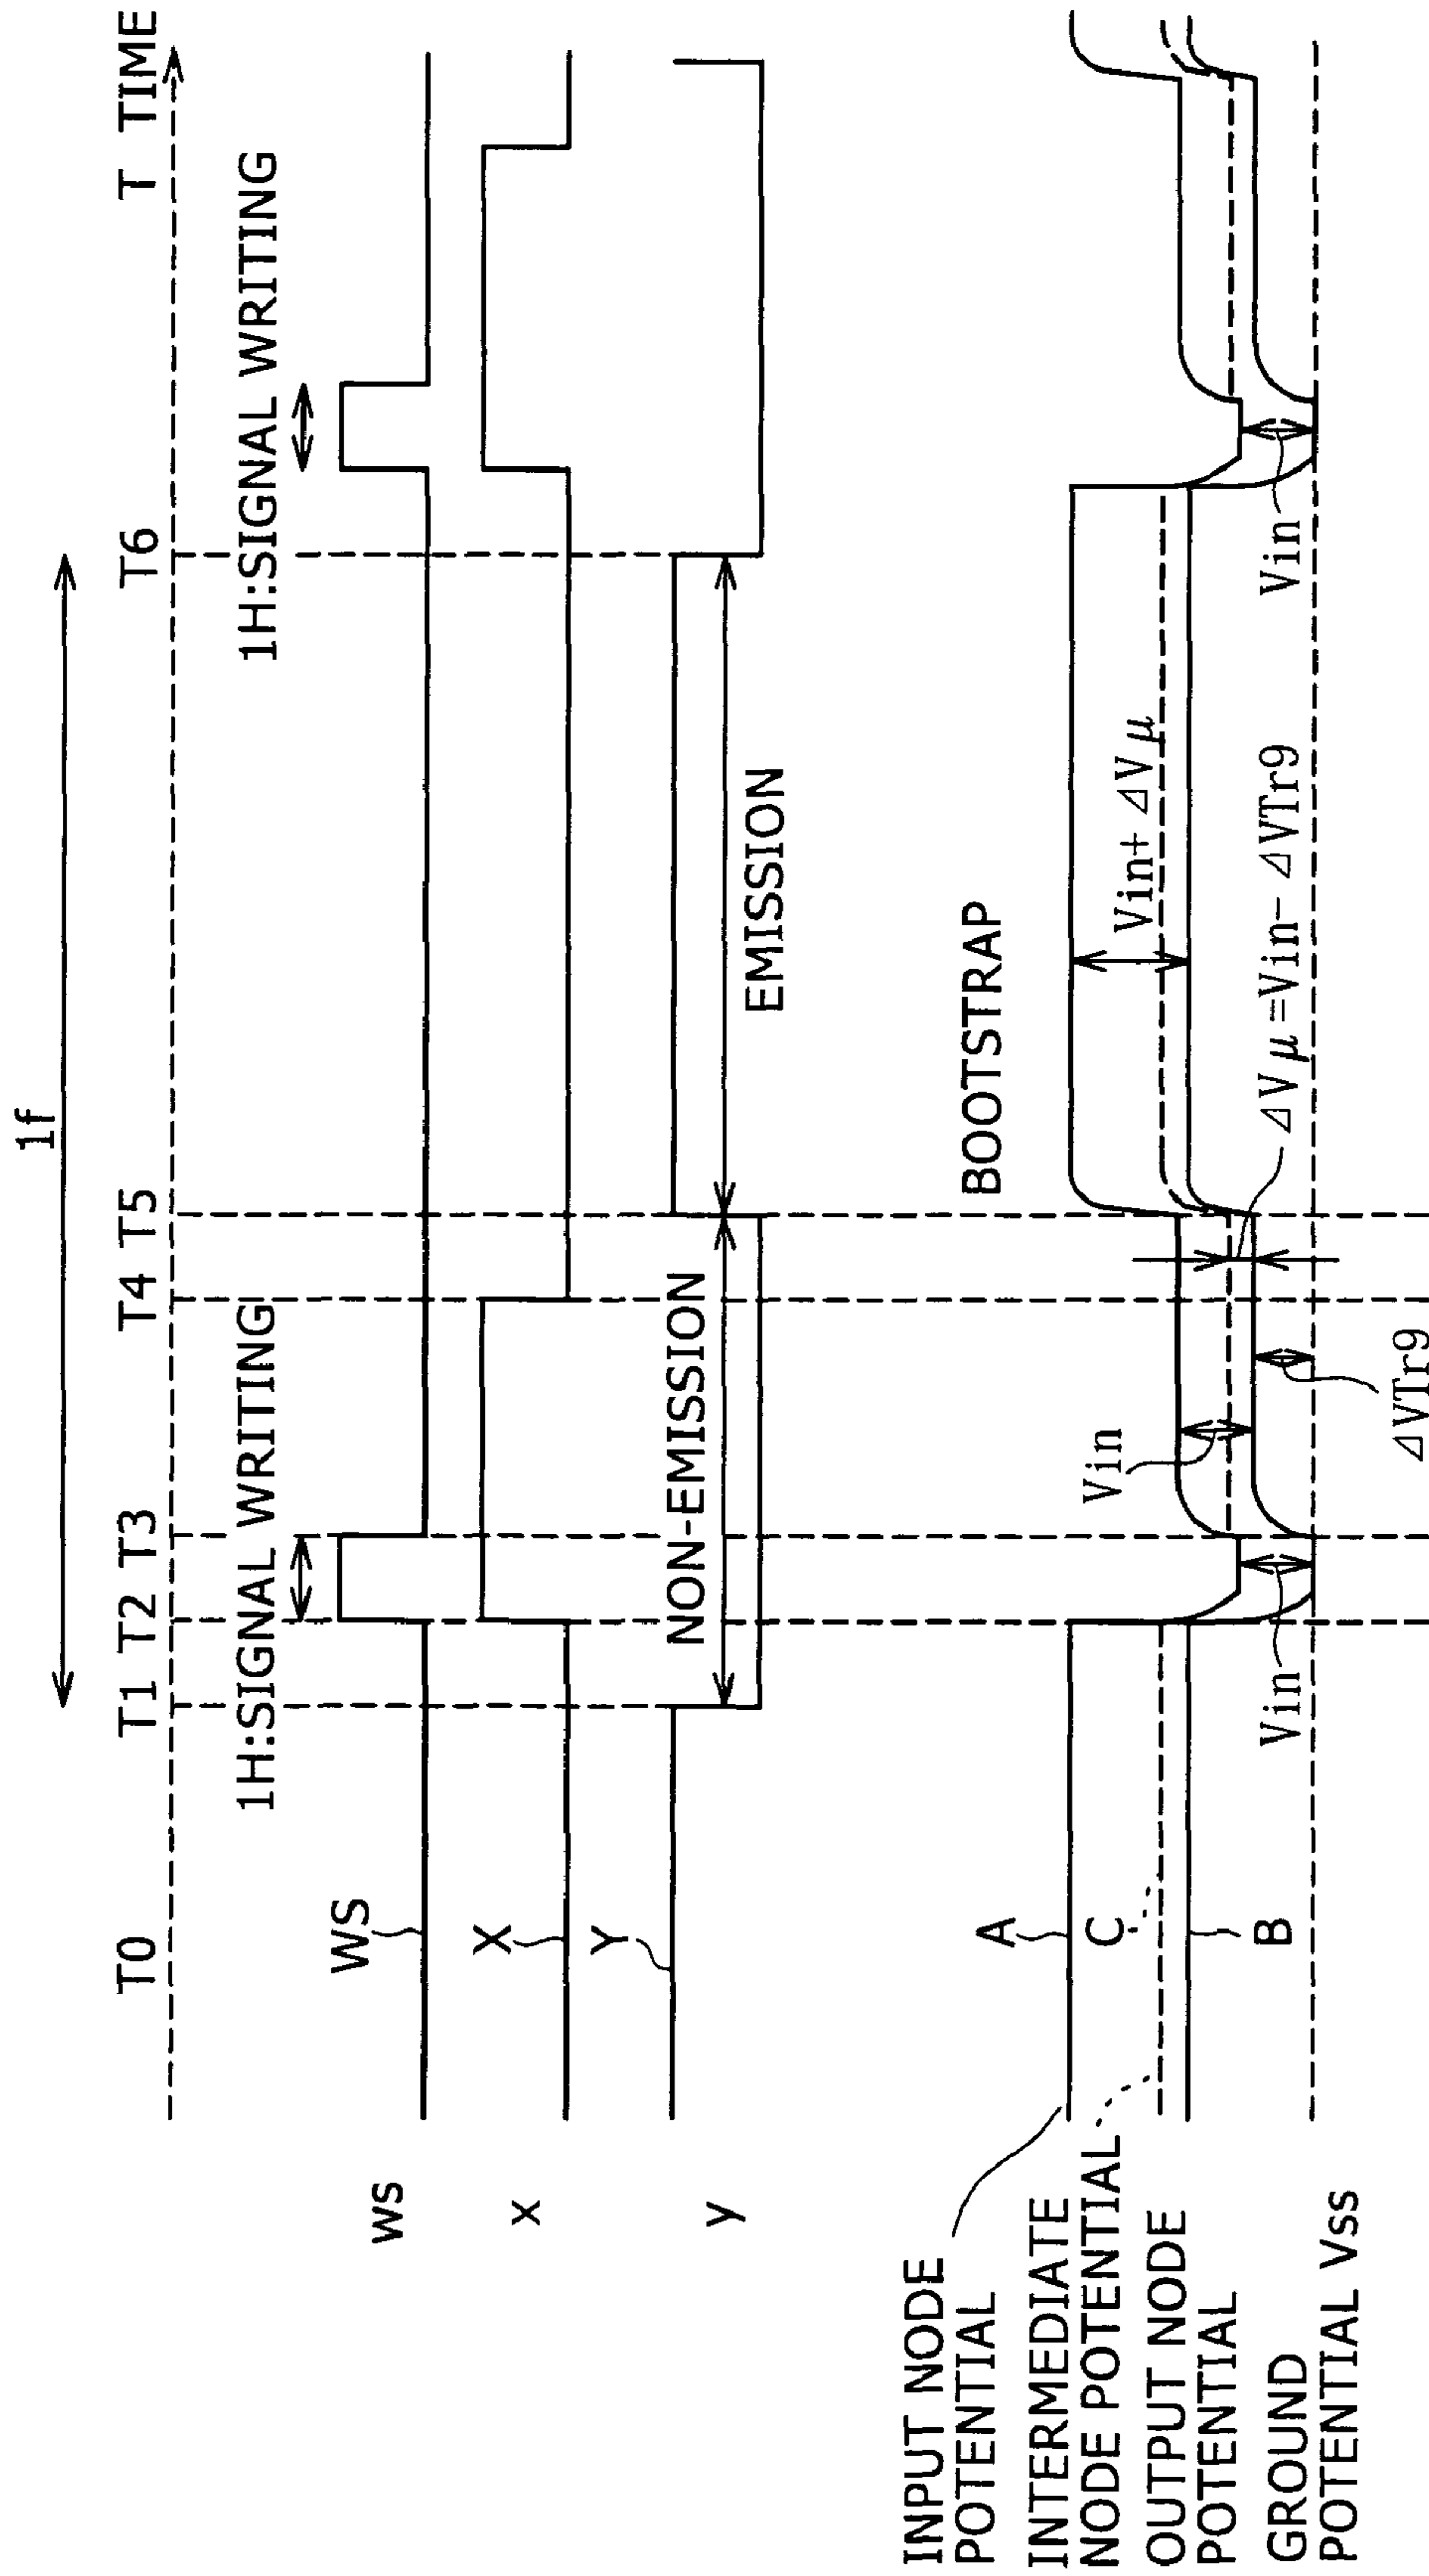 1f
T0
T1
T2
T3
T4
T5
T6
T
TIME
1H:SIGNAL WRITING
1H:SIGNAL WRITING
ws
WS
x
X
y
Y
NON-EMISSION
EMISSION
BOOTSTRAP
INPUT NODE
POTENTIAL
A
INTERMEDIATE
NODE POTENTIAL
C
OUTPUT NODE
POTENTIAL
B
GROUND
POTENTIAL Vss
Vin
Vin
ΔVTr9
Vin+ΔVμ
ΔVμ=Vin-ΔVTr9
Vin